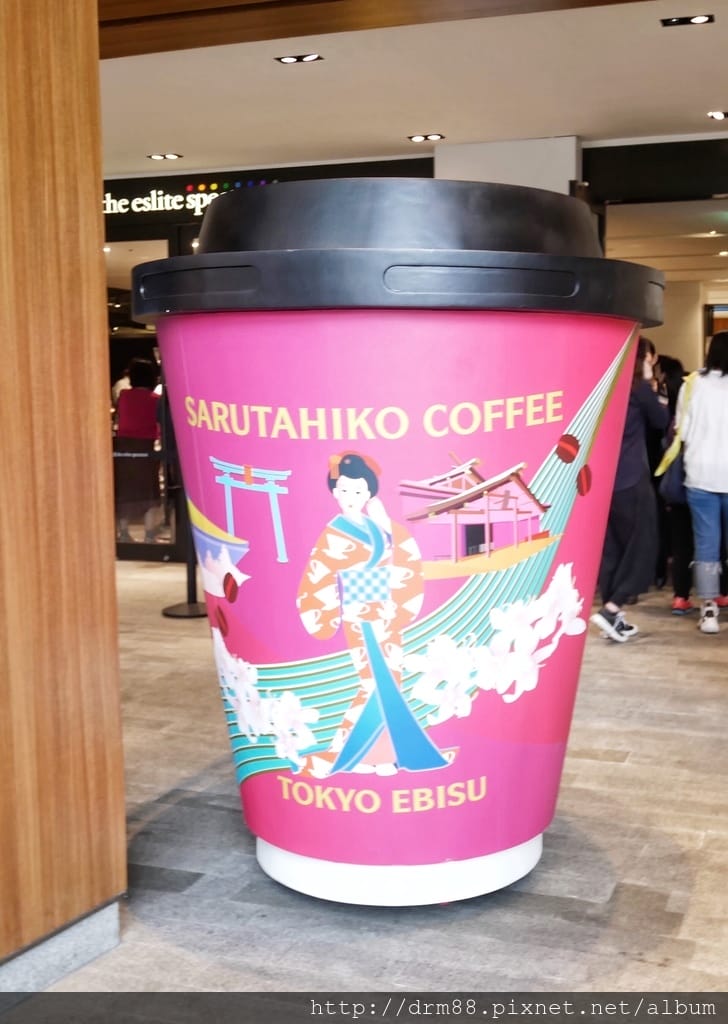 the eslite spe
SARUTAHIKO COFFEE
TOKYO EBISU
http://drm88.pixnet.net/album